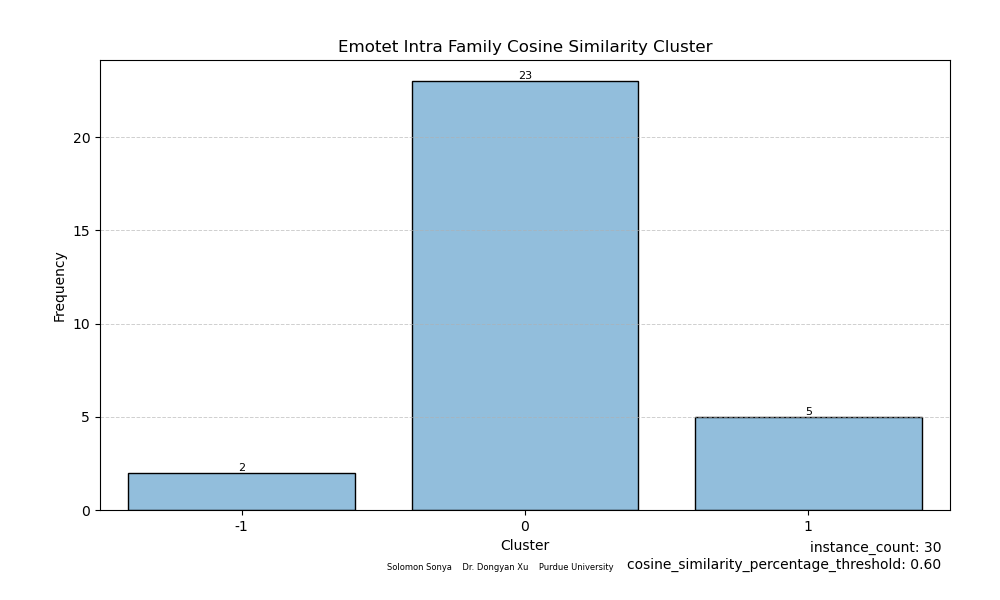 Emotet Intra Family Cosine Similarity Cluster
23
20
15
10
5
5
2
0
-1 0 1
Frequency
Cluster
instance_count: 30
Solomon Sonya Dr. Dongyan Xu Purdue University
cosine_similarity_percentage_threshold: 0.60